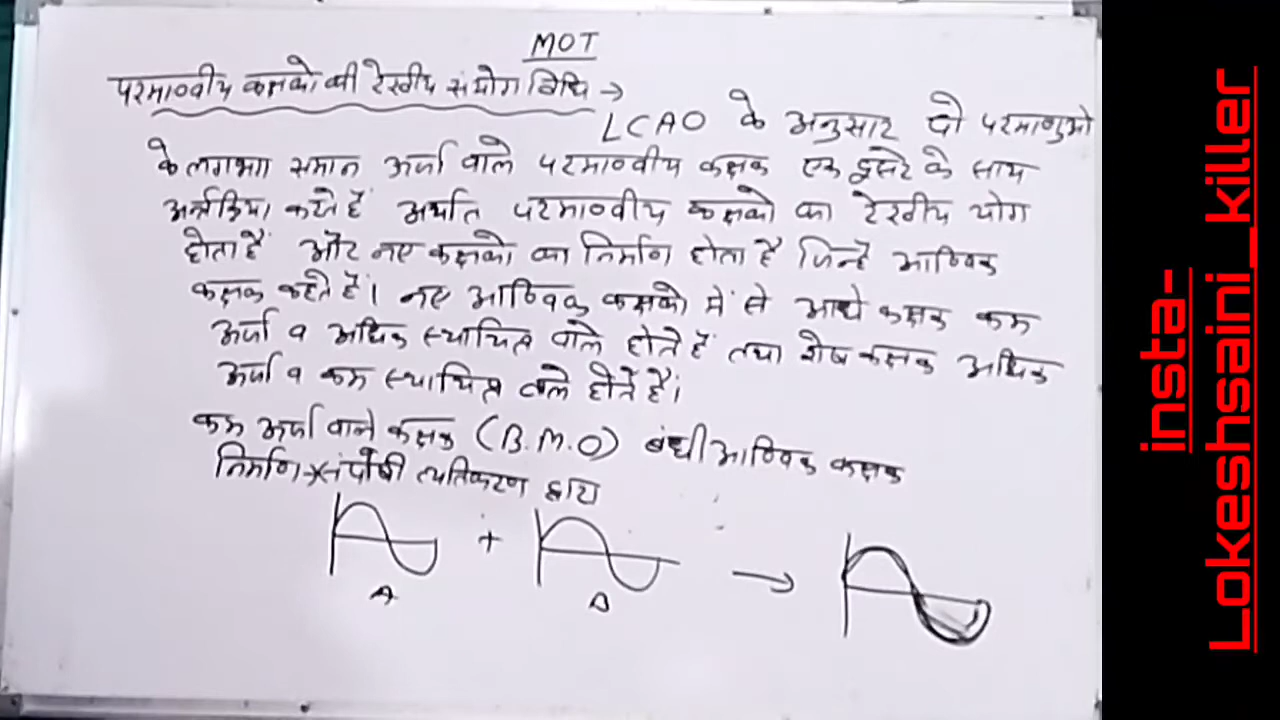 MOT
परमाण्वीय कक्षको की रेखीय संयोग विधि →
LCAO के अनुसार दो परमाणुओ
के लगभग समान ऊर्जा वाले परमाण्वीय कक्षक एक दूसरे के साथ
अर्न्तक्रिया करते हैं अर्थात परमाण्वीय कक्षको का रेखीय योग
होता है और नए कक्षको का निर्माण होता है जिन्हें आण्विक
कक्षक कहते हैं। नए आण्विक कक्षको में से आधे कक्षक कम
ऊर्जा व अधिक स्थायित्व वाले होते हैं तथा शेष कक्षक अधिक
ऊर्जा व कम स्थायित्व वाले होते हैं।
कम ऊर्जा वाले कक्षक (B.M.O) बंधी आण्विक कक्षक
निर्माण → संपोषी व्यतिकरण द्वारा
+ →
A B
insta-
Lokeshsaini_killer